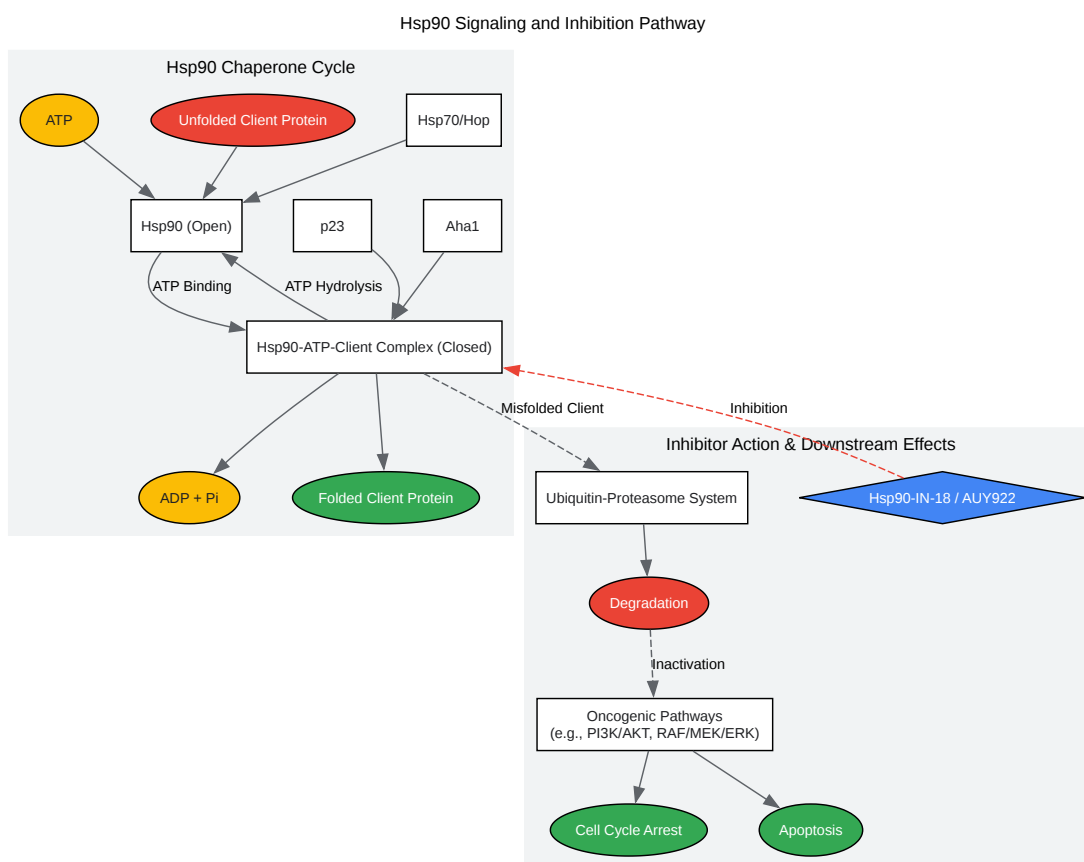 Hsp90 Signaling and Inhibition Pathway
Hsp90 Chaperone Cycle
ATP
Unfolded Client Protein
Hsp70/Hop
Hsp90 (Open)
p23
Aha1
ATP Binding
ATP Hydrolysis
Hsp90-ATP-Client Complex (Closed)
Misfolded Client
Inhibition
Inhibitor Action & Downstream Effects
ADP + Pi
Folded Client Protein
Ubiquitin-Proteasome System
Hsp90-IN-18 / AUY922
Degradation
Inactivation
Oncogenic Pathways
(e.g., PI3K/AKT, RAF/MEK/ERK)
Cell Cycle Arrest
Apoptosis